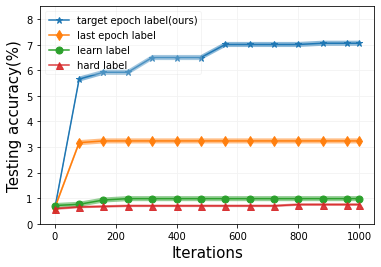 target epoch label(ours)
last epoch label
learn label
hard label
Testing accuracy(%)
8
7
6
5
4
3
2
1
0
0 200 400 600 800 1000
Iterations